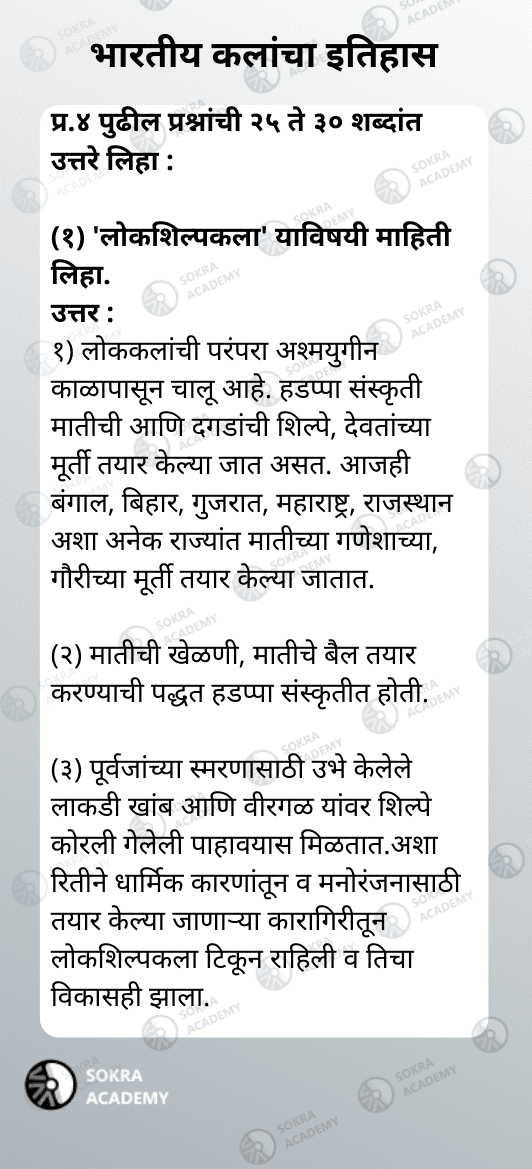 भारतीय कलांचा इतिहास
प्र.४ पुढील प्रश्नांची २५ ते ३० शब्दांत
उत्तरे लिहा :
(१) 'लोकशिल्पकला' याविषयी माहिती
लिहा.
उत्तर :
१) लोककलांची परंपरा अश्मयुगीन
काळापासून चालू आहे. हडप्पा संस्कृती
मातीची आणि दगडांची शिल्पे, देवतांच्या
मूर्ती तयार केल्या जात असत. आजही
बंगाल, बिहार, गुजरात, महाराष्ट्र, राजस्थान
अशा अनेक राज्यांत मातीच्या गणेशाच्या,
गौरीच्या मूर्ती तयार केल्या जातात.
(२) मातीची खेळणी, मातीचे बैल तयार
करण्याची पद्धत हडप्पा संस्कृतीत होती.
(३) पूर्वजांच्या स्मरणासाठी उभे केलेले
लाकडी खांब आणि वीरगळ यांवर शिल्पे
कोरली गेलेली पाहावयास मिळतात.अशा
रितीने धार्मिक कारणांतून व मनोरंजनासाठी
तयार केल्या जाणाऱ्या कारागिरीतून
लोकशिल्पकला टिकून राहिली व तिचा
विकासही झाला.
SOKRA
ACADEMY